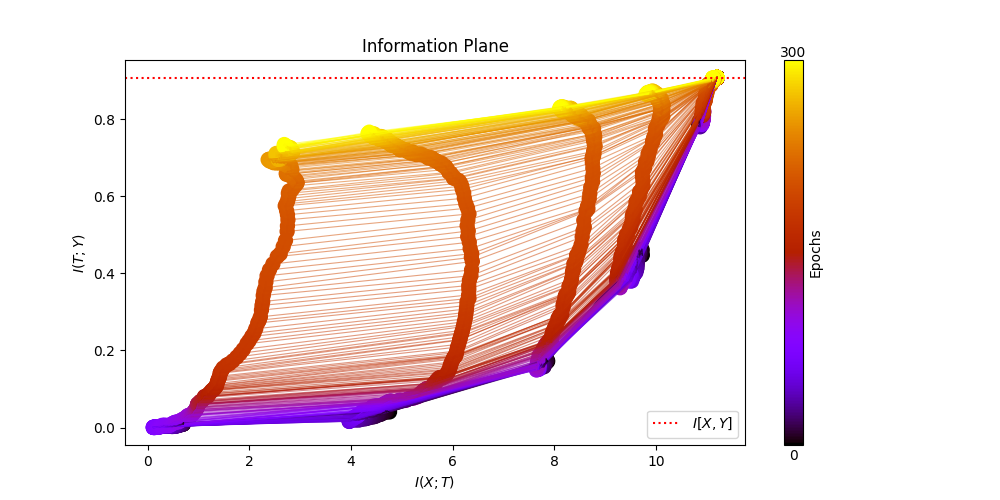 Information Plane
300
0.8
0.6
0.4
0.2
0.0
I(T; Y)
Epochs
I[X, Y]
0
2
4
6
8
10
0
I(X; T)